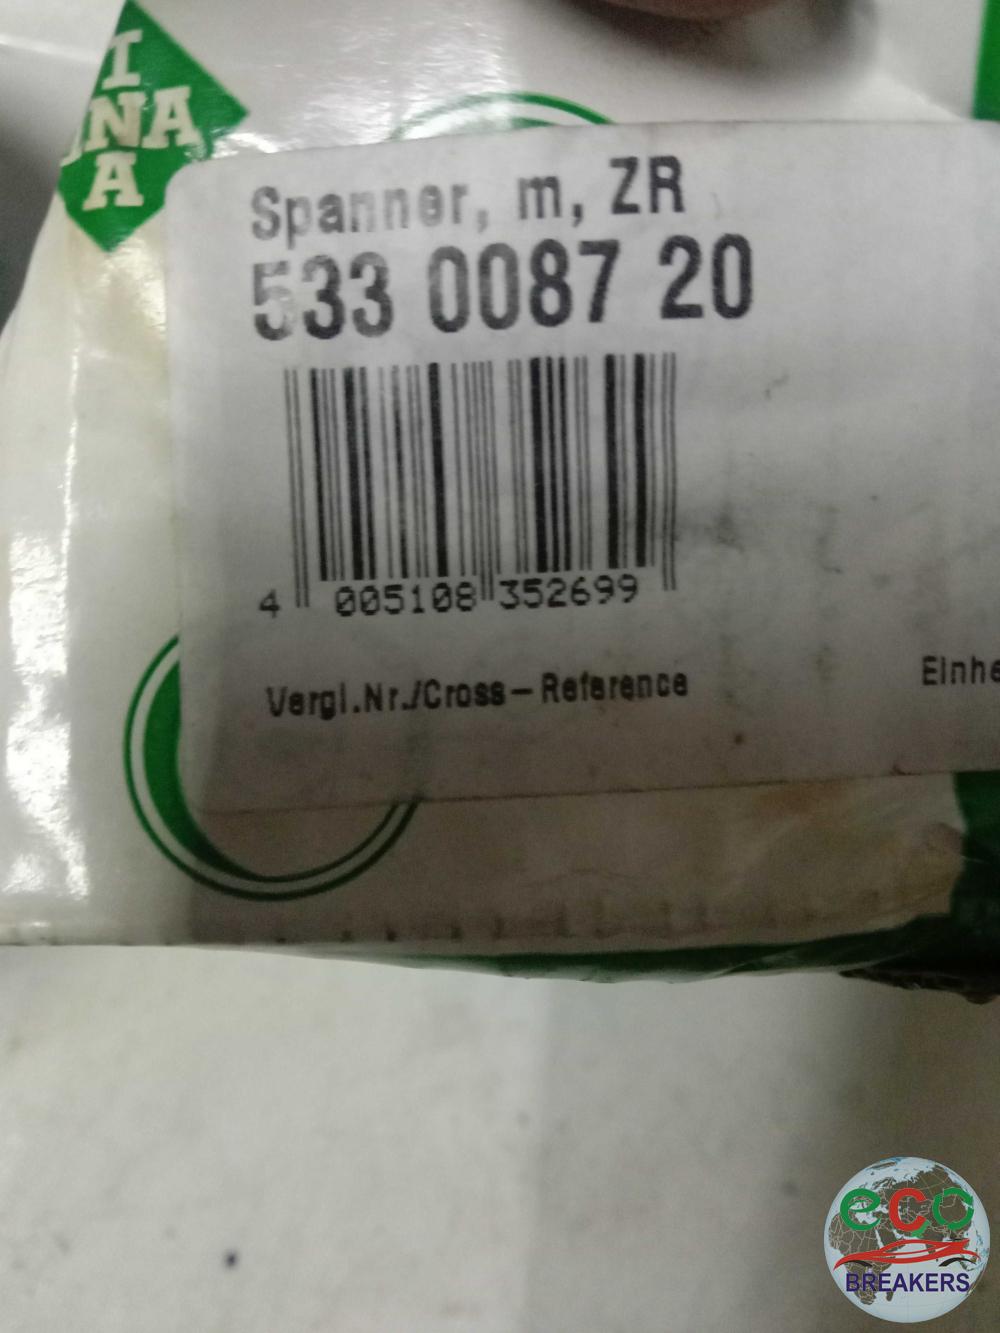 I
INA
A
Spanner, m, ZR
533 0087 20
4 005108 352699
Vergl.Nr./Cross-Reference
Einhe
eco
BREAKERS